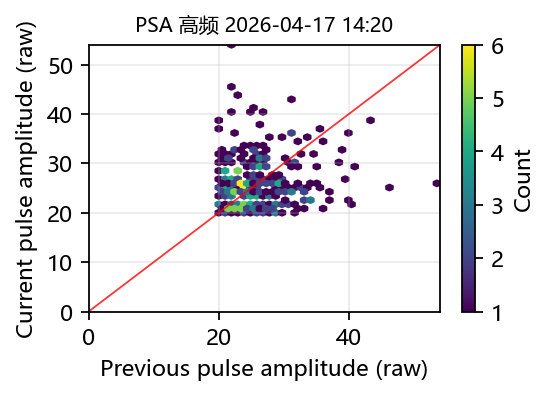 PSA 高频 2026-04-17 14:20
Current pulse amplitude (raw)
50
40
30
20
10
0
0 20 40
Previous pulse amplitude (raw)
6
5
4
3
2
1
Count